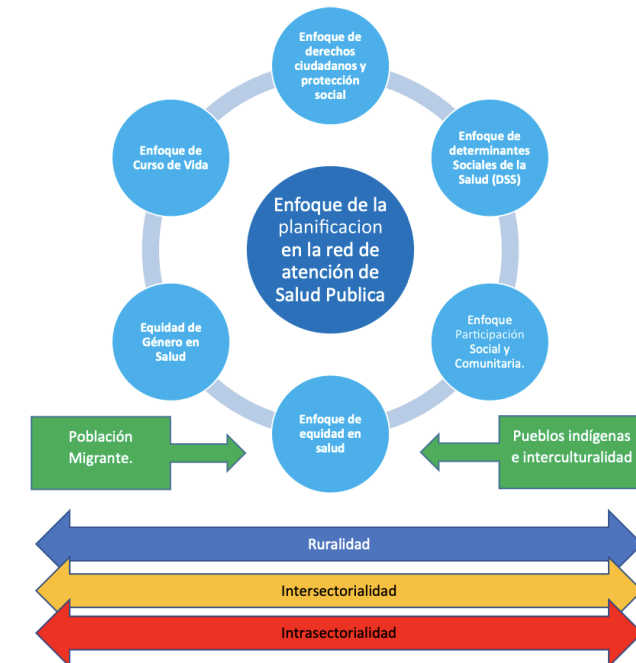 Enfoque de
derechos
ciudadanos y
protección
social
Enfoque de
Curso de Vida
Enfoque de
determinantes
Sociales de la
Salud (DSS)
Enfoque de la
planificacion
en la red de
atención de
Salud Publica
Equidad de
Género en
Salud
Enfoque
Participación
Social y
Comunitaria.
Enfoque de
equidad en
salud
Población
Migrante.
Pueblos indígenas
e interculturalidad
Ruralidad
Intersectorialidad
Intrasectorialidad